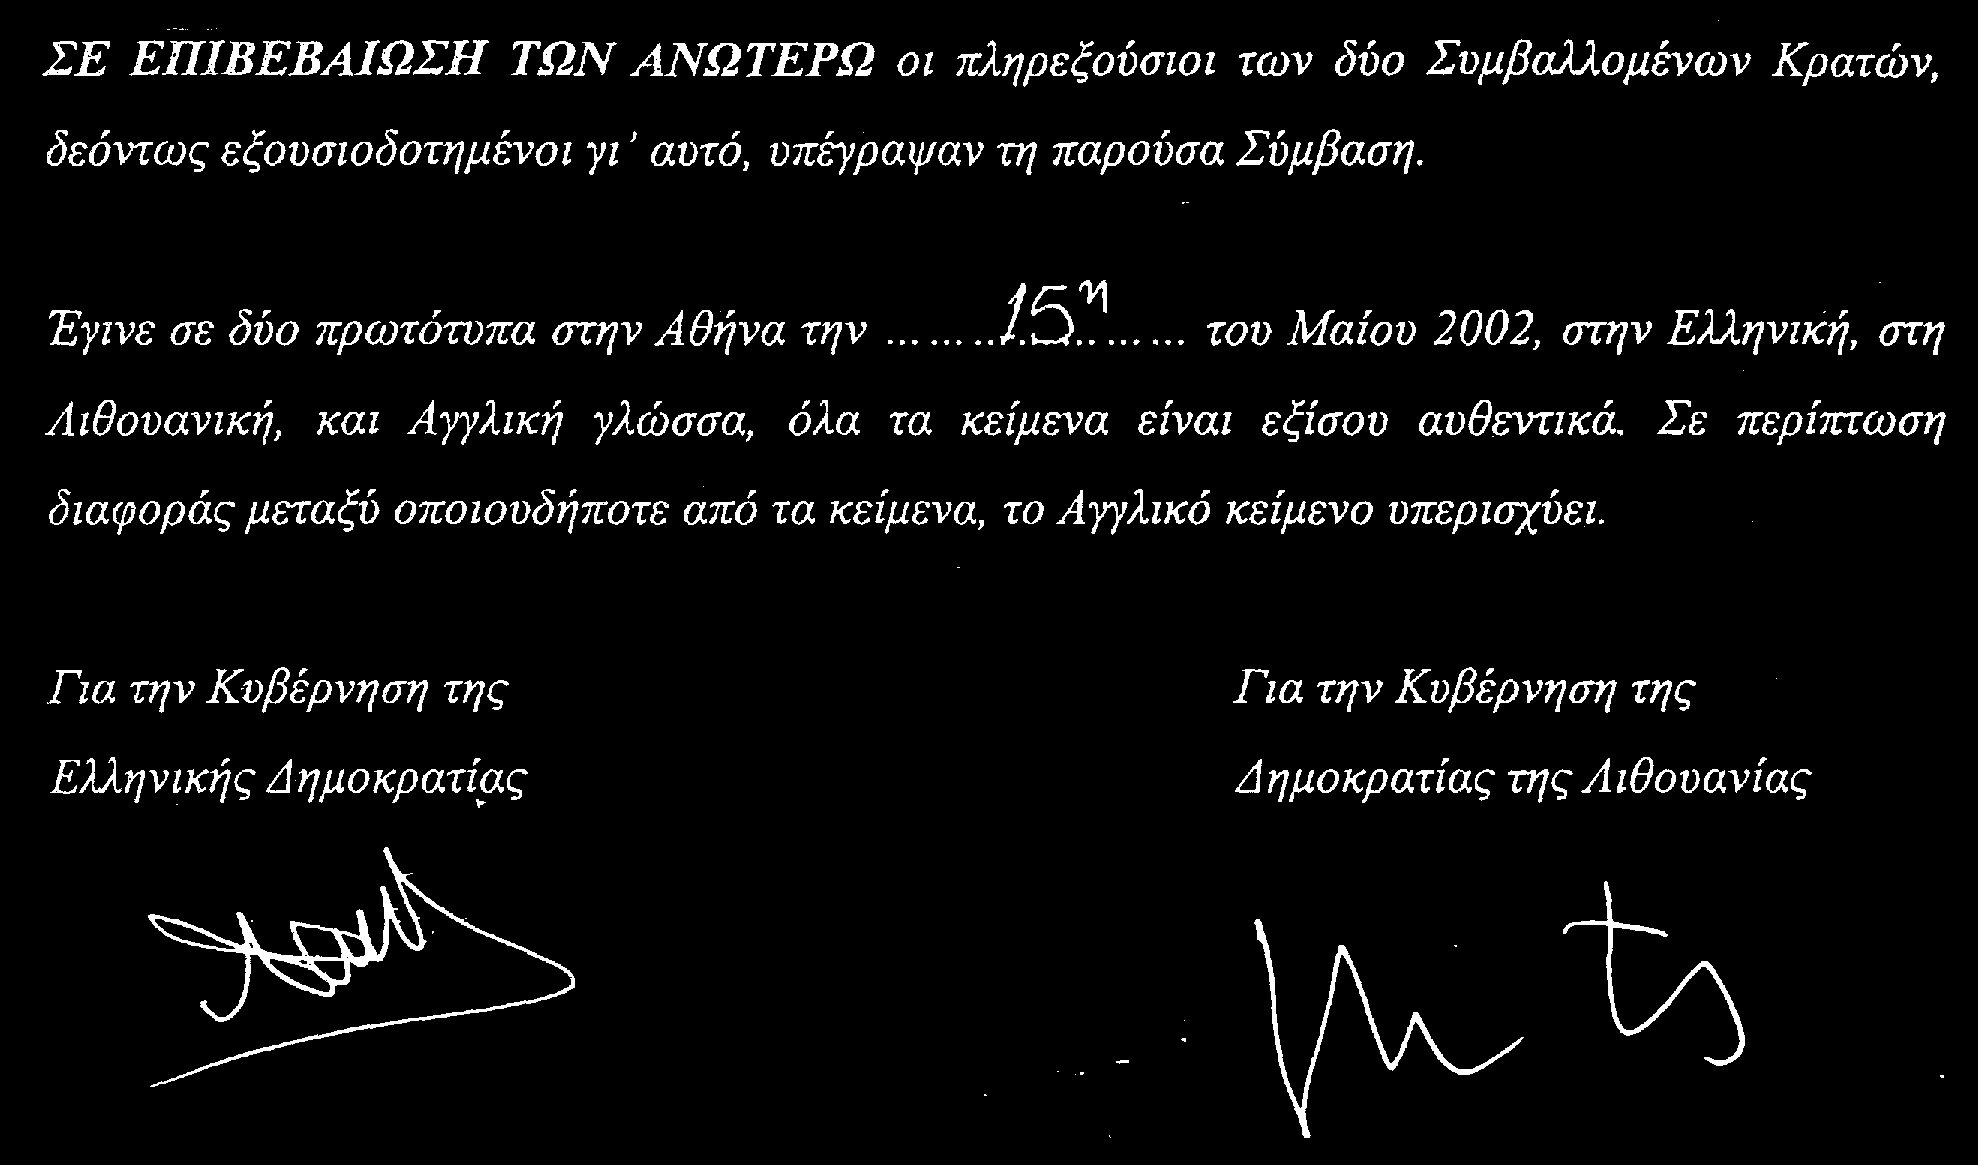 ΣΕ ΕΠΙΒΕΒΑΙΩΣΗ ΤΩΝ ΑΝΩΤΕΡΩ οι πληρεξούσιοι των δύο Συμβαλλομένων Κρατών,
δεόντως εξουσιοδοτημένοι γι’ αυτό, υπέγραψαν τη παρούσα Σύμβαση.
Έγινε σε δύο πρωτότυπα στην Αθήνα την ........15η........ του Μαίου 2002, στην Ελληνική, στη
Λιθουανική, και Αγγλική γλώσσα, όλα τα κείμενα είναι εξίσου αυθεντικά. Σε περίπτωση
διαφοράς μεταξύ οποιουδήποτε από τα κείμενα, το Αγγλικό κείμενο υπερισχύει.
Για την Κυβέρνηση της
Ελληνικής Δημοκρατίας
Για την Κυβέρνηση της
Δημοκρατίας της Λιθουανίας